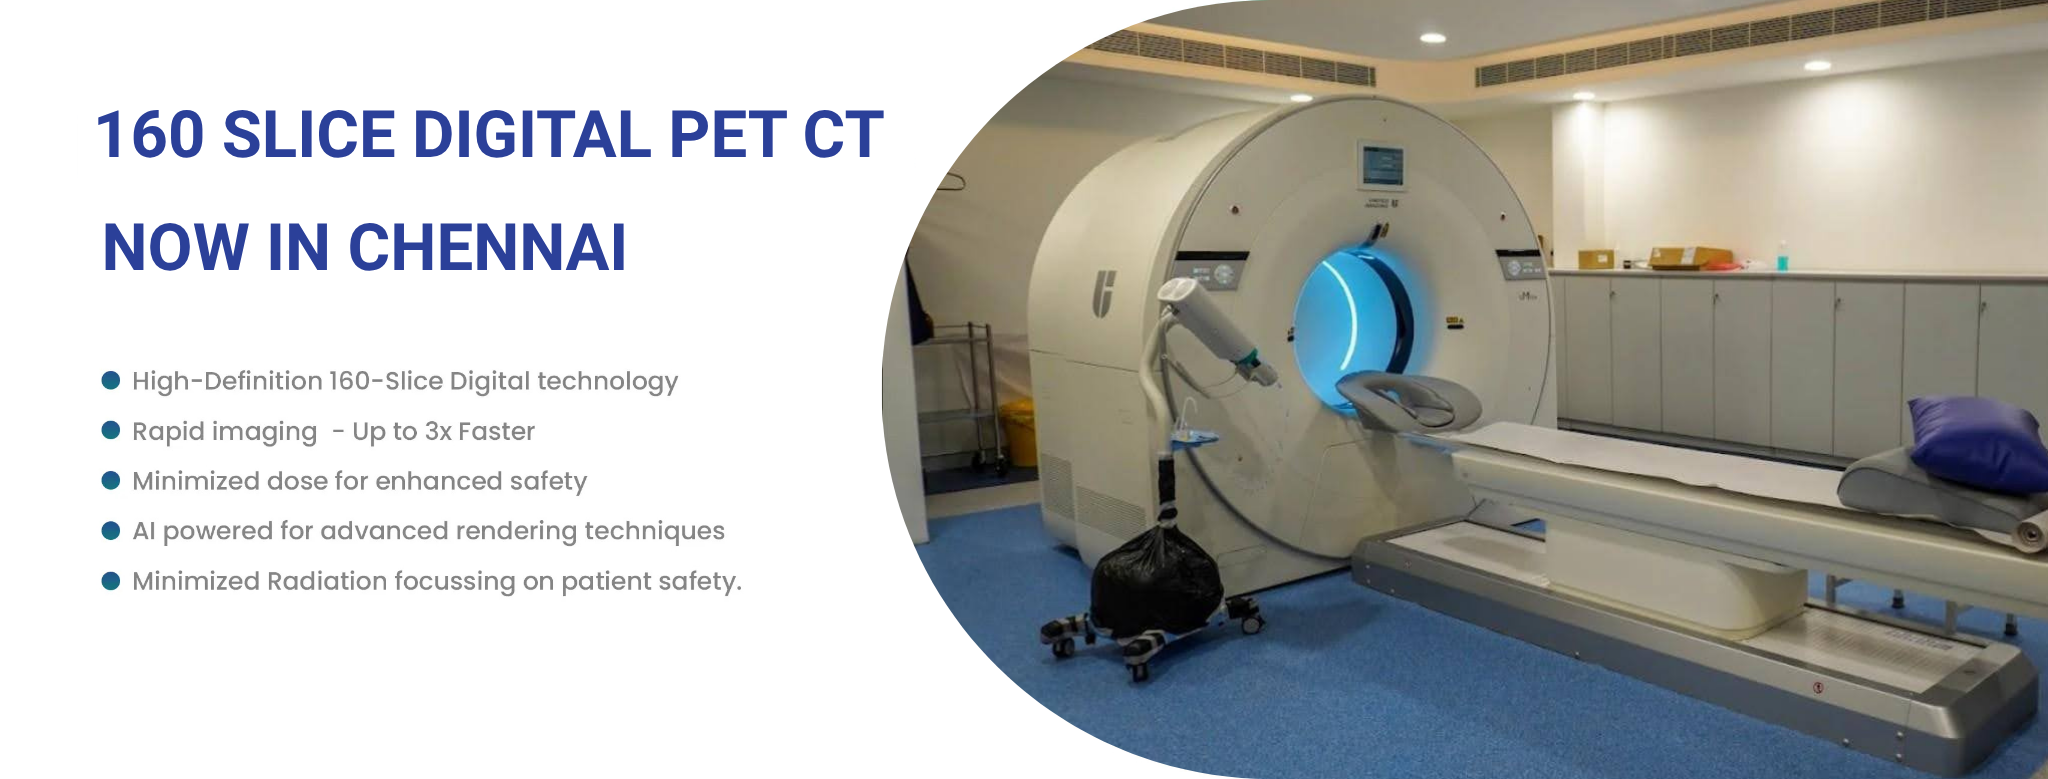 160 SLICE DIGITAL PET CT
NOW IN CHENNAI
High-Definition 160-Slice Digital technology
Rapid imaging - Up to 3x Faster
Minimized dose for enhanced safety
AI powered for advanced rendering techniques
Minimized Radiation focussing on patient safety.